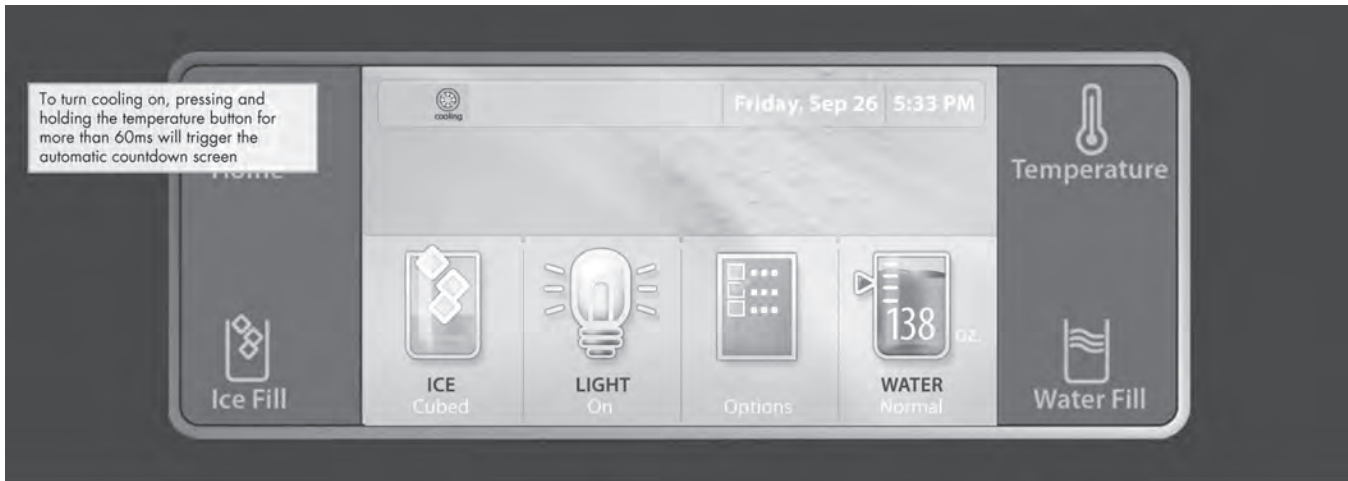 To turn cooling on, pressing and
holding the temperature button for
more than 60ms will trigger the
automatic countdown screen
Home
cooling
Friday, Sep 26 5:33 PM
Temperature
138 oz.
ICE
Cubed
LIGHT
On
Options
WATER
Normal
Ice Fill
Water Fill